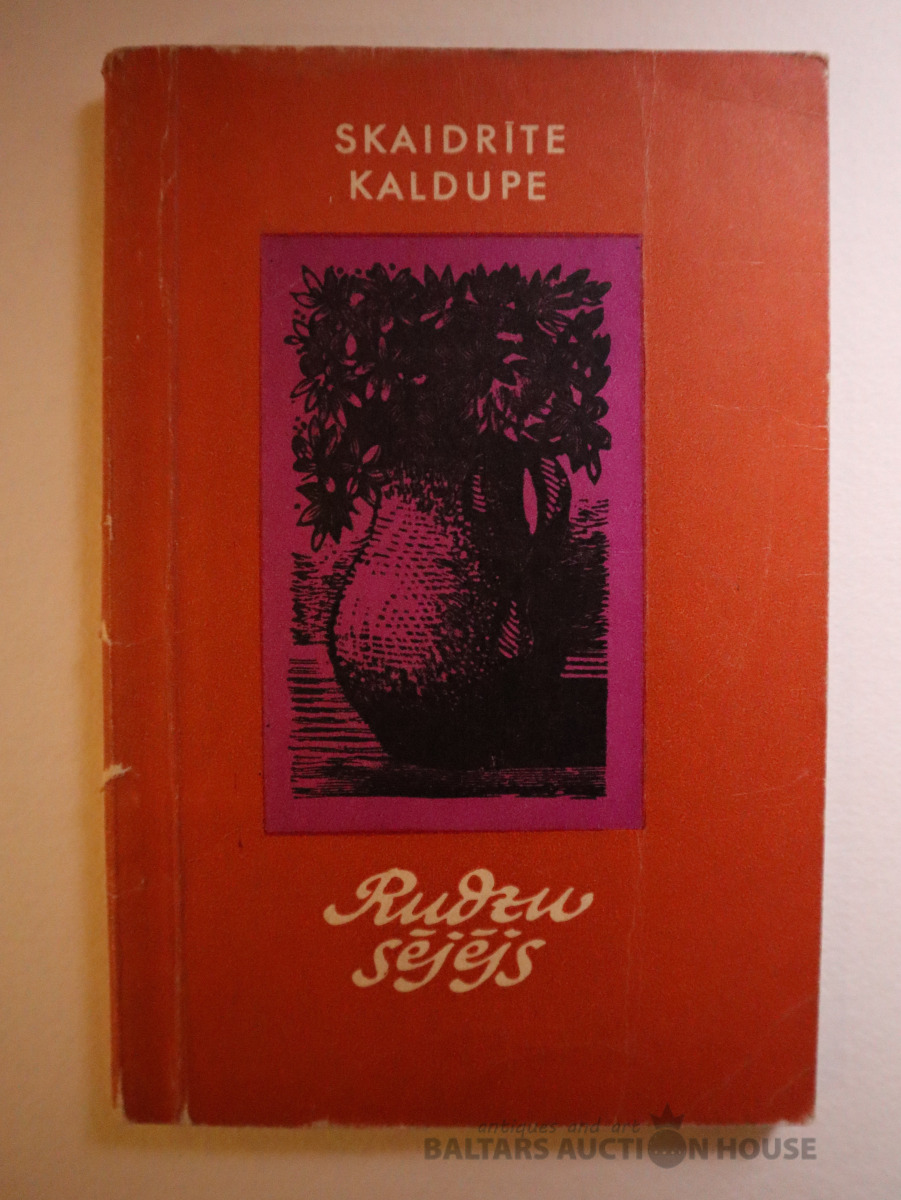 SKAIDRĪTE
KALDUPE
Rudzu
sējējs
antiques and art
BALTARS AUCTION HOUSE